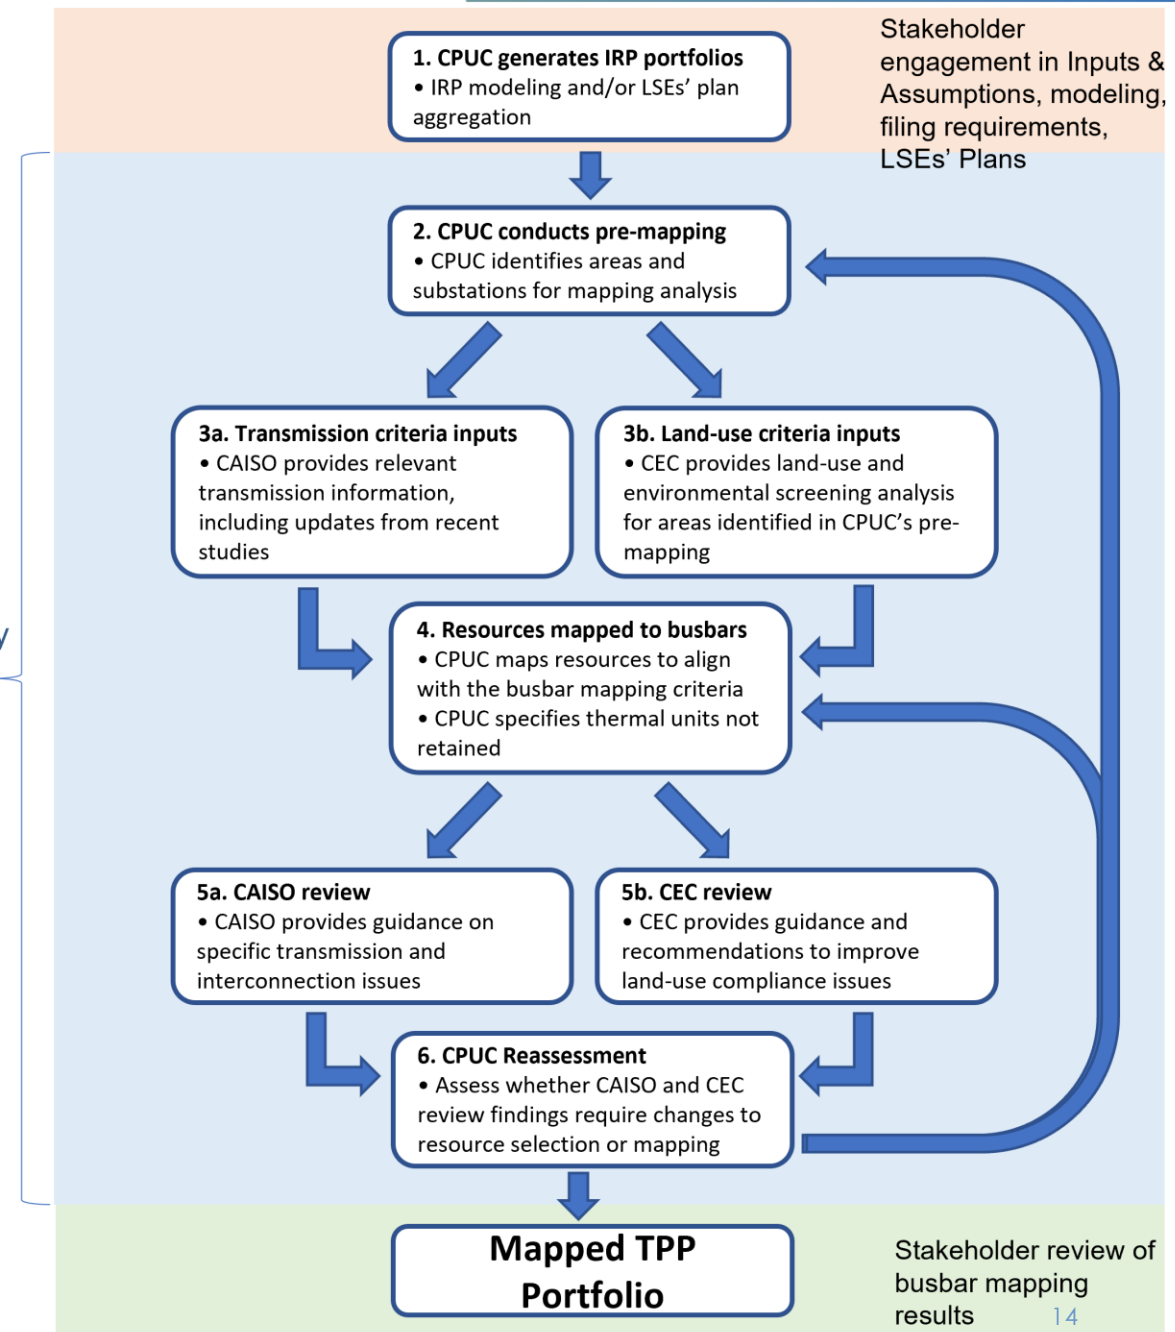 1. CPUC generates IRP portfolios
• IRP modeling and/or LSEs’ plan
aggregation
Stakeholder
engagement in Inputs &
Assumptions, modeling,
filing requirements,
LSEs’ Plans
2. CPUC conducts pre-mapping
• CPUC identifies areas and
substations for mapping analysis
3a. Transmission criteria inputs
• CAISO provides relevant
transmission information,
including updates from recent
studies
3b. Land-use criteria inputs
• CEC provides land-use and
environmental screening analysis
for areas identified in CPUC’s pre-
mapping
4. Resources mapped to busbars
• CPUC maps resources to align
with the busbar mapping criteria
• CPUC specifies thermal units not
retained
5a. CAISO review
• CAISO provides guidance on
specific transmission and
interconnection issues
5b. CEC review
• CEC provides guidance and
recommendations to improve
land-use compliance issues
6. CPUC Reassessment
• Assess whether CAISO and CEC
review findings require changes to
resource selection or mapping
Mapped TPP
Portfolio
Stakeholder review of
busbar mapping
results
14